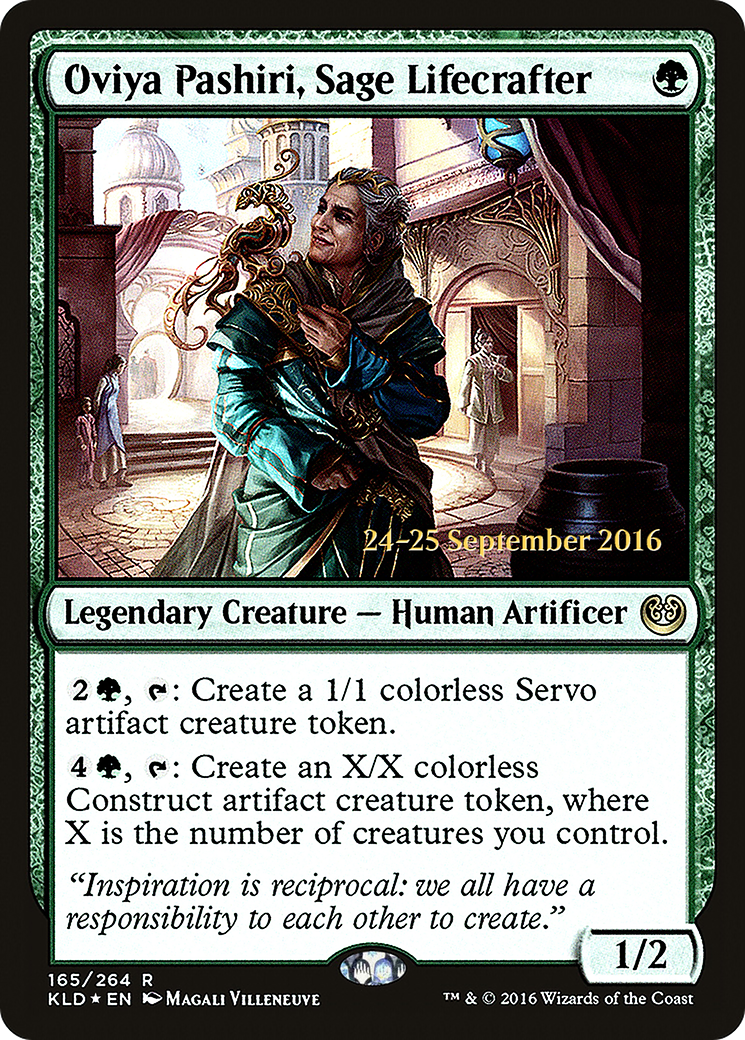 Oviya Pashiri, Sage Lifecrafter
24–25 September 2016
Legendary Creature — Human Artificer
2 , : Create a 1/1 colorless Servo
artifact creature token.
4 , : Create an X/X colorless
Construct artifact creature token, where
X is the number of creatures you control.
“Inspiration is reciprocal: we all have a
responsibility to each other to create.”
1/2
165/264 R
KLD ★ EN Magali Villeneuve
™ & © 2016 Wizards of the Coast